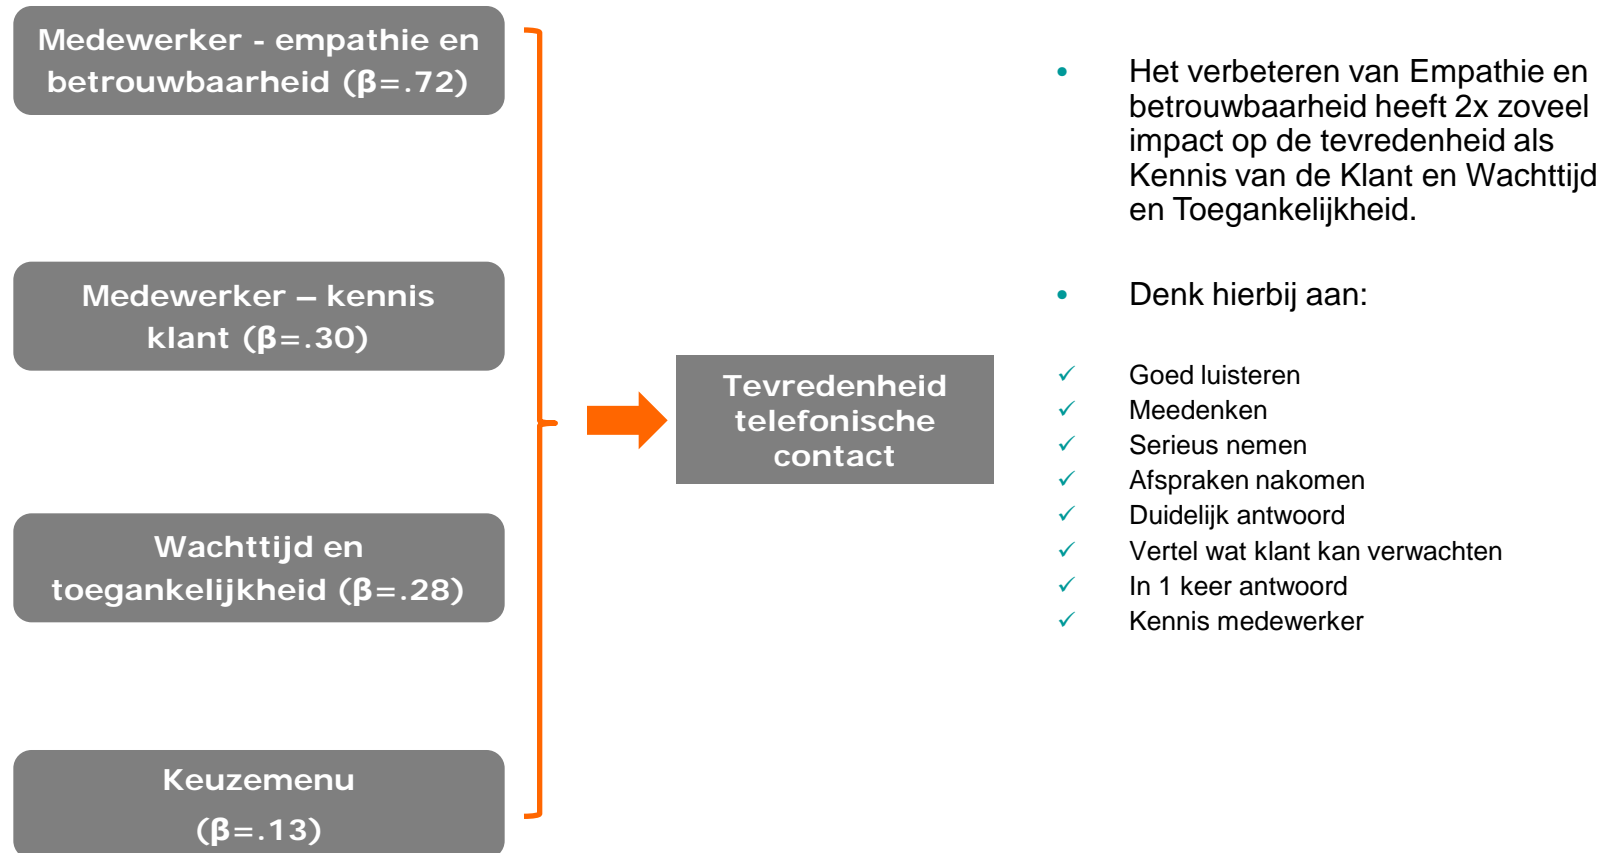 Medewerker - empathie en
betrouwbaarheid (β=.72)
Medewerker – kennis
klant (β=.30)
Wachttijd en
toegankelijkheid (β=.28)
Keuzemenu
(β=.13)
Tevredenheid
telefonische
contact
• Het verbeteren van Empathie en
betrouwbaarheid heeft 2x zoveel
impact op de tevredenheid als
Kennis van de Klant en Wachttijd
en Toegankelijkheid.
• Denk hierbij aan:
✓ Goed luisteren
✓ Meedenken
✓ Serieus nemen
✓ Afspraken nakomen
✓ Duidelijk antwoord
✓ Vertel wat klant kan verwachten
✓ In 1 keer antwoord
✓ Kennis medewerker